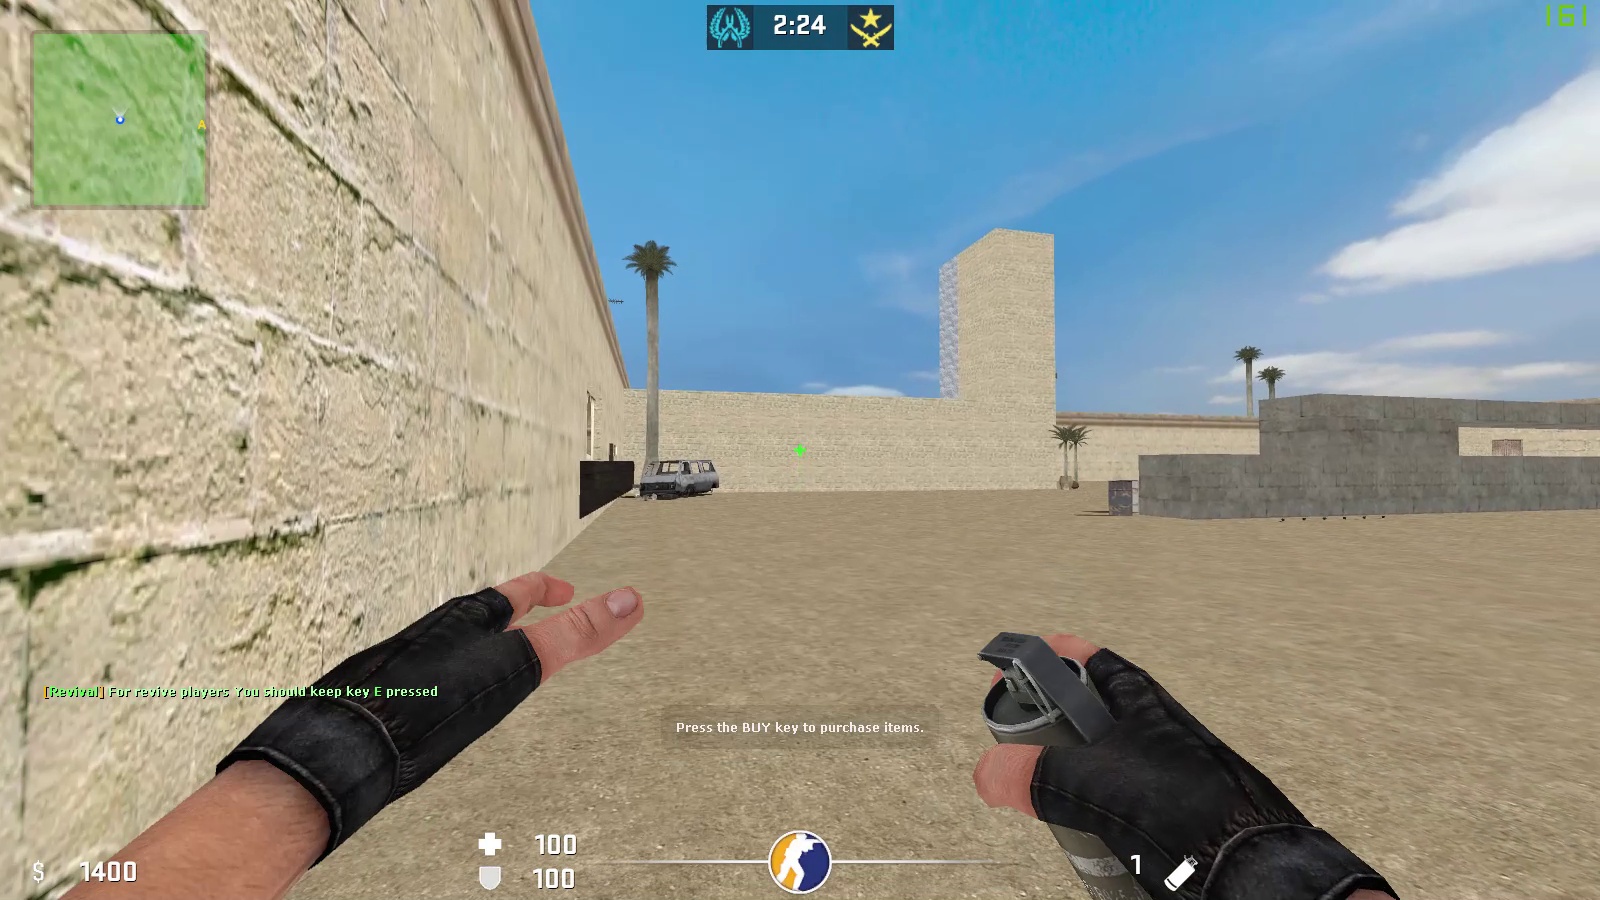 2:24
161
A
[Revival] For revive players You should keep key E pressed
Press the BUY key to purchase items.
100
$ 1400
100
1